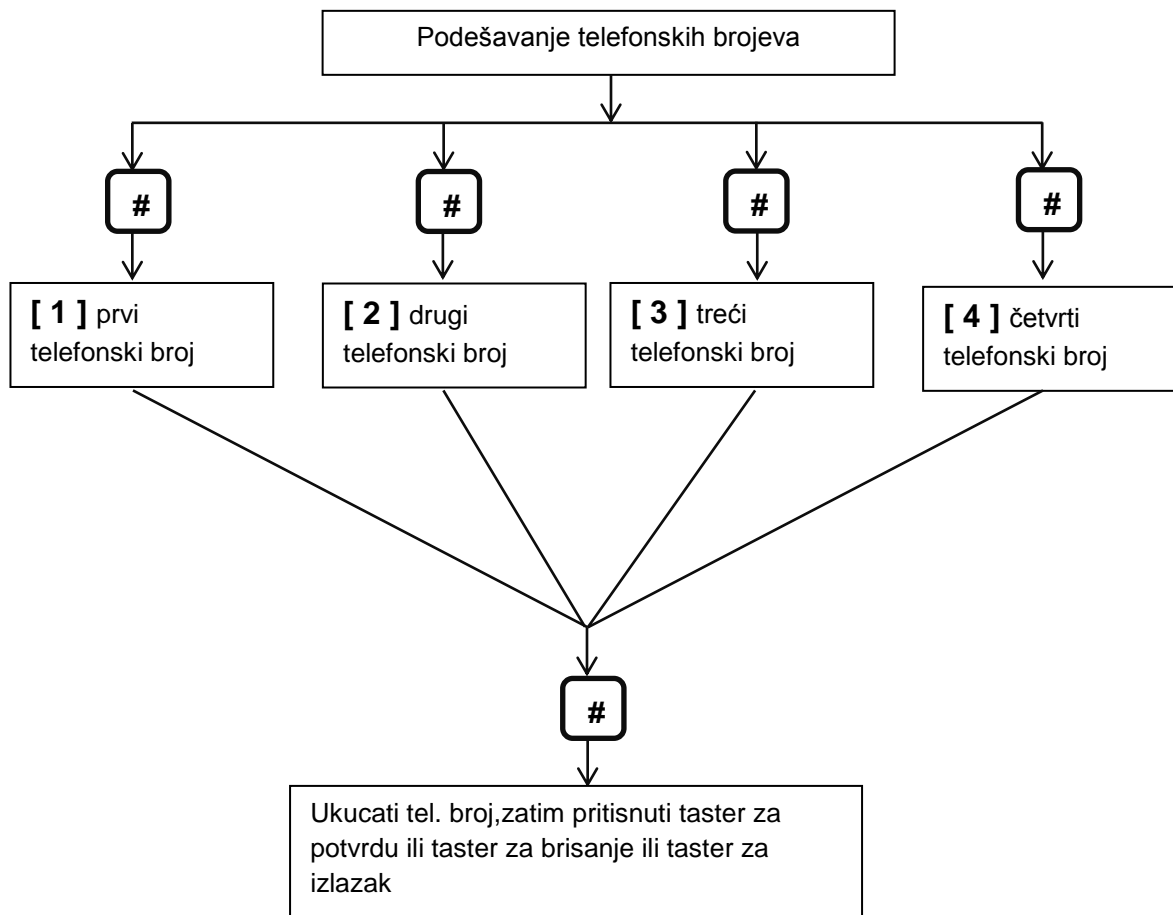 Podešavanje telefonskih brojeva
#
#
#
#
[ 1 ] prvi
telefonski broj
[ 2 ] drugi
telefonski broj
[ 3 ] treći
telefonski broj
[ 4 ] četvrti
telefonski broj
#
Ukucati tel. broj,zatim pritisnuti taster za
potvrdu ili taster za brisanje ili taster za
izlazak